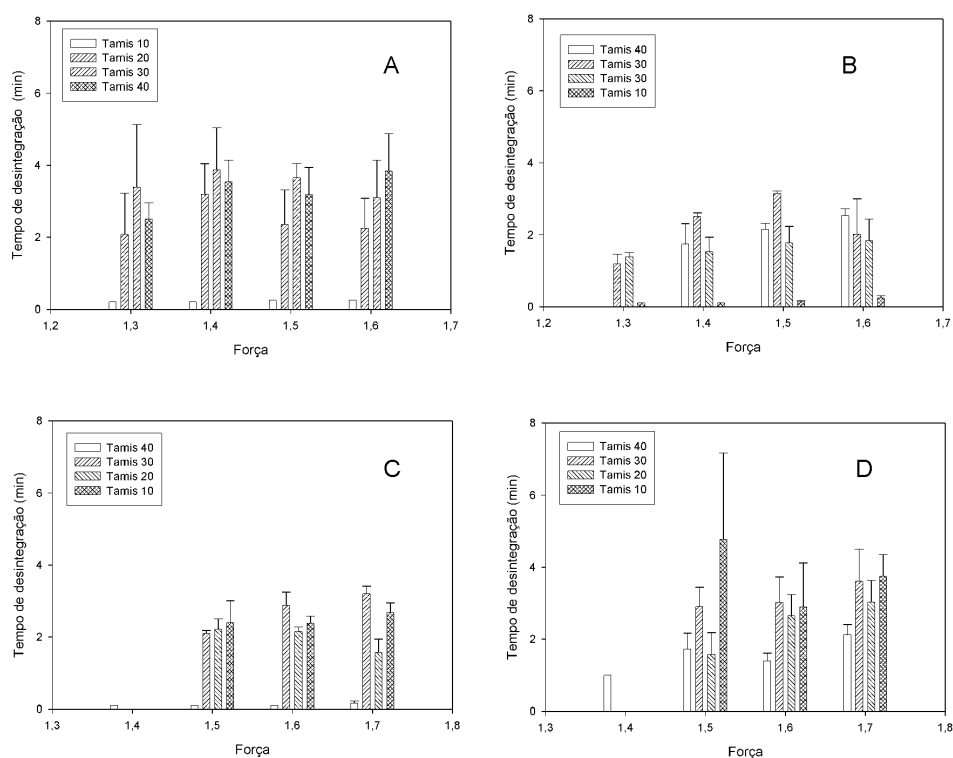 A
Tamis 10
Tamis 20
Tamis 30
Tamis 40
Tempo de desintegração (min)
8
6
4
2
0
1,2
1,3
1,4
1,5
1,6
1,7
Força
B
Tamis 40
Tamis 30
Tamis 30
Tamis 10
Tempo de desintegração (min)
8
6
4
2
0
1,2
1,3
1,4
1,5
1,6
1,7
Força
C
Tamis 40
Tamis 30
Tamis 20
Tamis 10
Tempo de desintegração (min)
8
6
4
2
0
1,3
1,4
1,5
1,6
1,7
1,8
Força
D
Tamis 40
Tamis 30
Tamis 20
Tamis 10
Tempo de desintegração (min)
8
6
4
2
0
1,3
1,4
1,5
1,6
1,7
1,8
Força